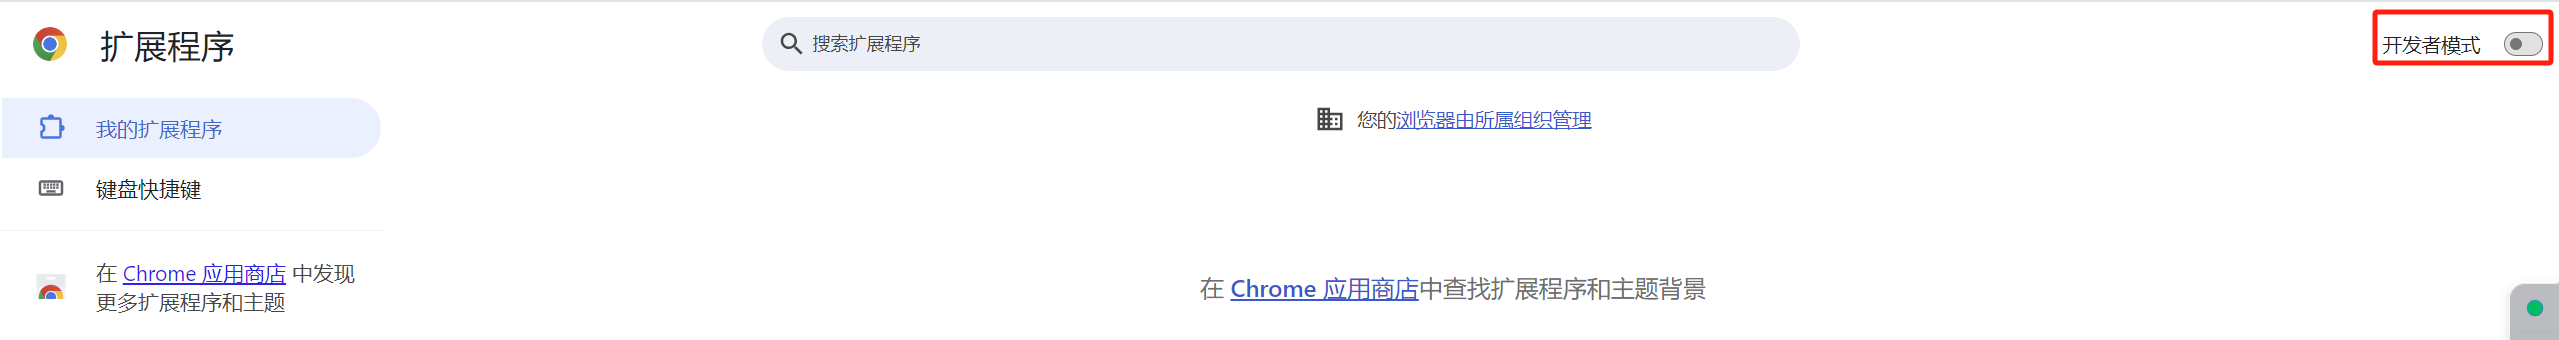 扩展程序
搜索扩展程序
开发者模式
您的浏览器由所属组织管理
我的扩展程序
键盘快捷键
在 Chrome 应用商店 中发现
更多扩展程序和主题
在 Chrome 应用商店中查找扩展程序和主题背景